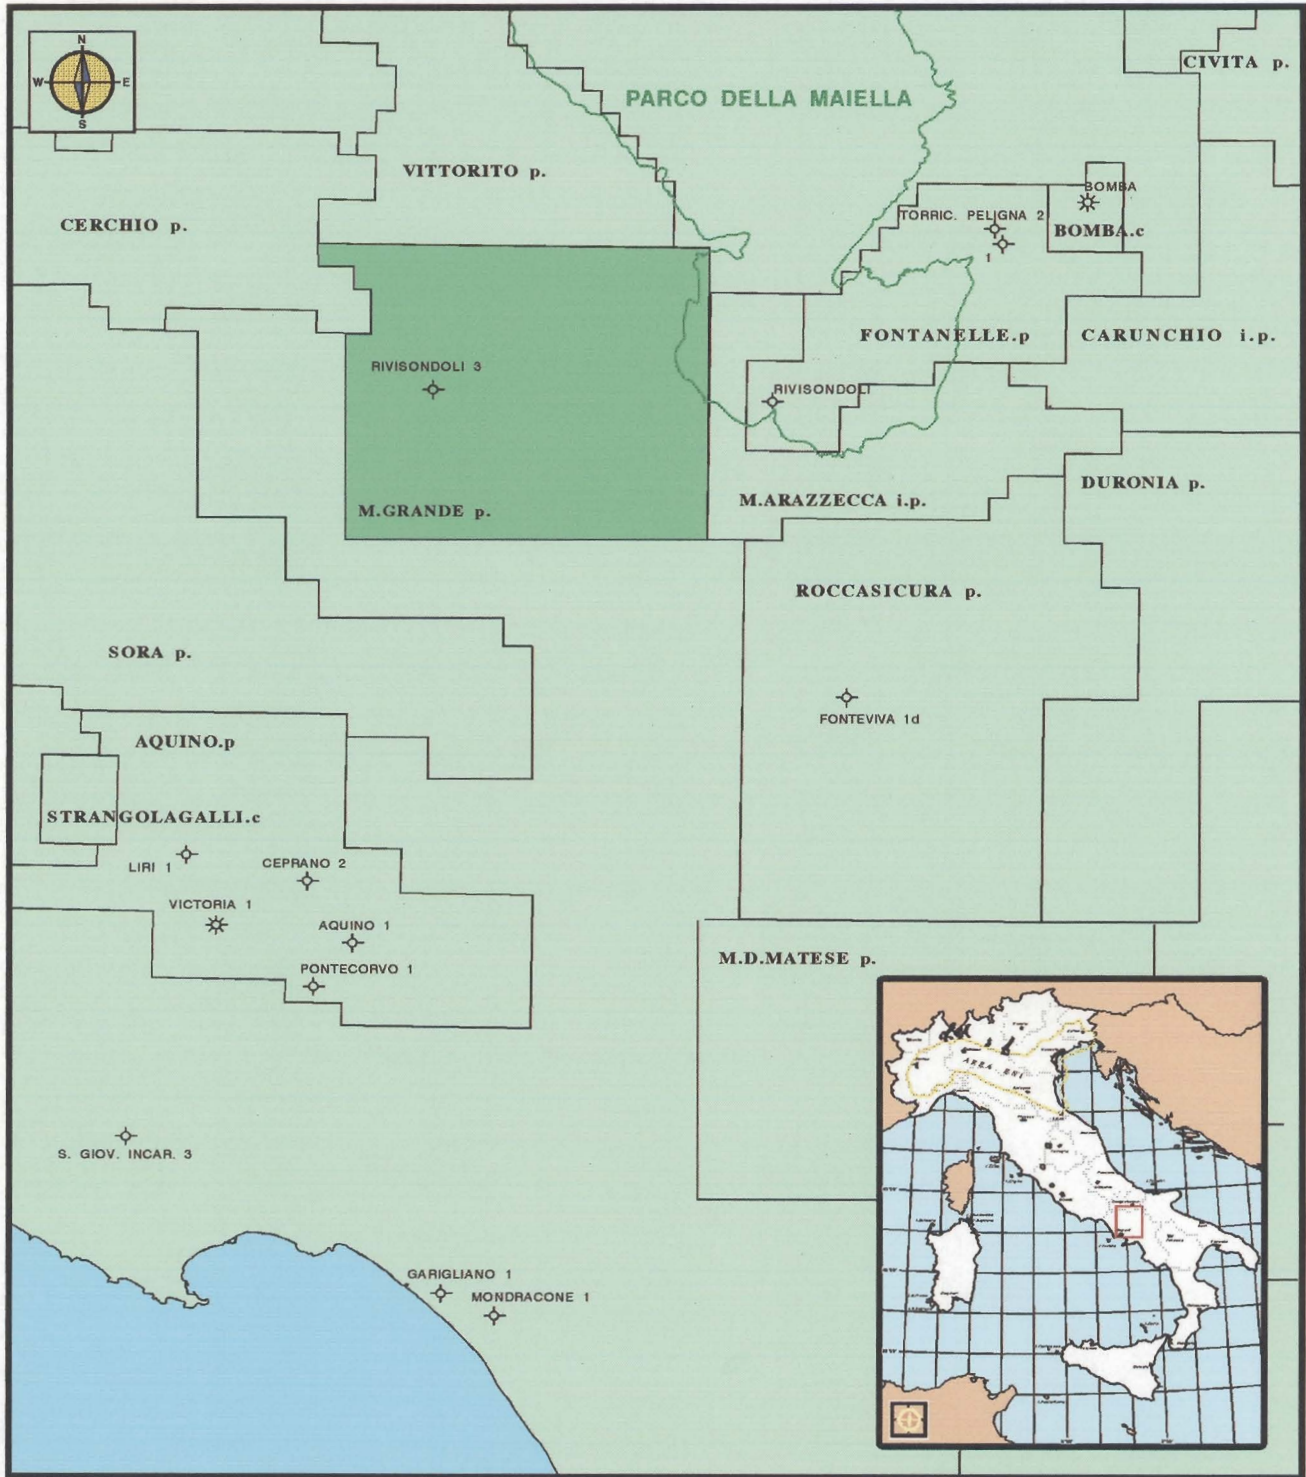 N
CIVITA p.
W
E
PARCO DELLA MAIELLA
S
VITTORITO p.
BOMBA
TORRIC. PELIGNA 2
CERCHIO p.
BOMBA.c
1
FONTANELLE.p
CARUNCHIO i.p.
RIVISONDOLI 3
RIVISONDOLI
DURONIA p.
M.ARAZZECCA i.p.
M.GRANDE p.
ROCCASICURA p.
SORA p.
FONTEVIVA 1d
AQUINO.p
STRANGOLAGALLI.c
LIRI 1
CEPRANO 2
VICTORIA 1
AQUINO 1
M.D.MATESE p.
PONTECORVO 1
AREA ENI
S. GIOV. INCAR. 3
GARIGLIANO 1
MONDRACONE 1